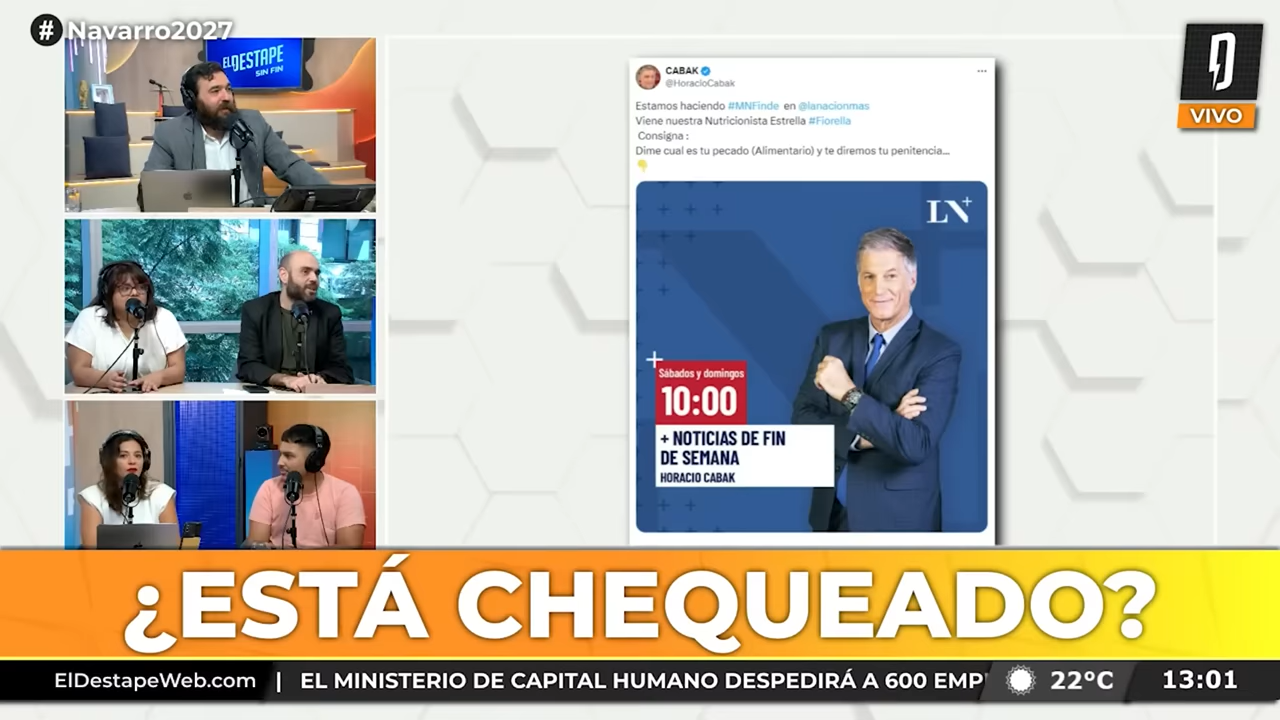 # Navarro2027
EL DESTAPE
SIN FIN
VIVO
CABAK
@HoracioCabak
Estamos haciendo #MNFinde en @lanacionmas
Viene nuestra Nutricionista Estrella #Fiorella
Consigna :
Dime cual es tu pecado (Alimentario) y te diremos tu penitencia...
LN+
Sábados y domingos
10:00
+ NOTICIAS DE FIN
DE SEMANA
HORACIO CABAK
¿ESTÁ CHEQUEADO?
ElDestapeWeb.com | EL MINISTERIO DE CAPITAL HUMANO DESPEDIRÁ A 600 EMP
22°C 13:01